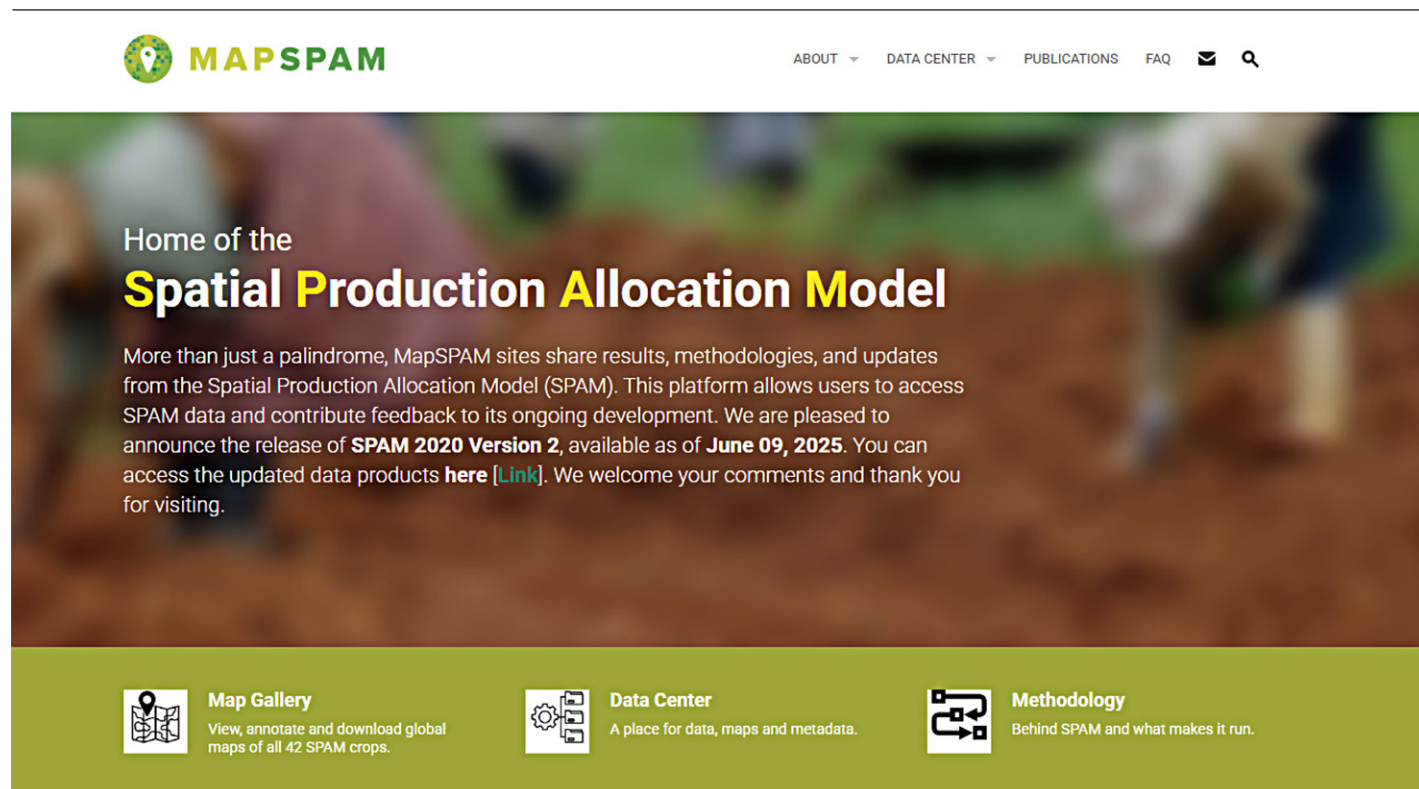 MAPSPAM
ABOUT
DATA CENTER
PUBLICATIONS
FAQ
Home of the
Spatial Production Allocation Model
More than just a palindrome, MapSPAM sites share results, methodologies, and updates
from the Spatial Production Allocation Model (SPAM). This platform allows users to access
SPAM data and contribute feedback to its ongoing development. We are pleased to
announce the release of SPAM 2020 Version 2, available as of June 09, 2025. You can
access the updated data products here [Link]. We welcome your comments and thank you
for visiting.
Map Gallery
View, annotate and download global
maps of all 42 SPAM crops.
Data Center
A place for data, maps and metadata.
Methodology
Behind SPAM and what makes it run.